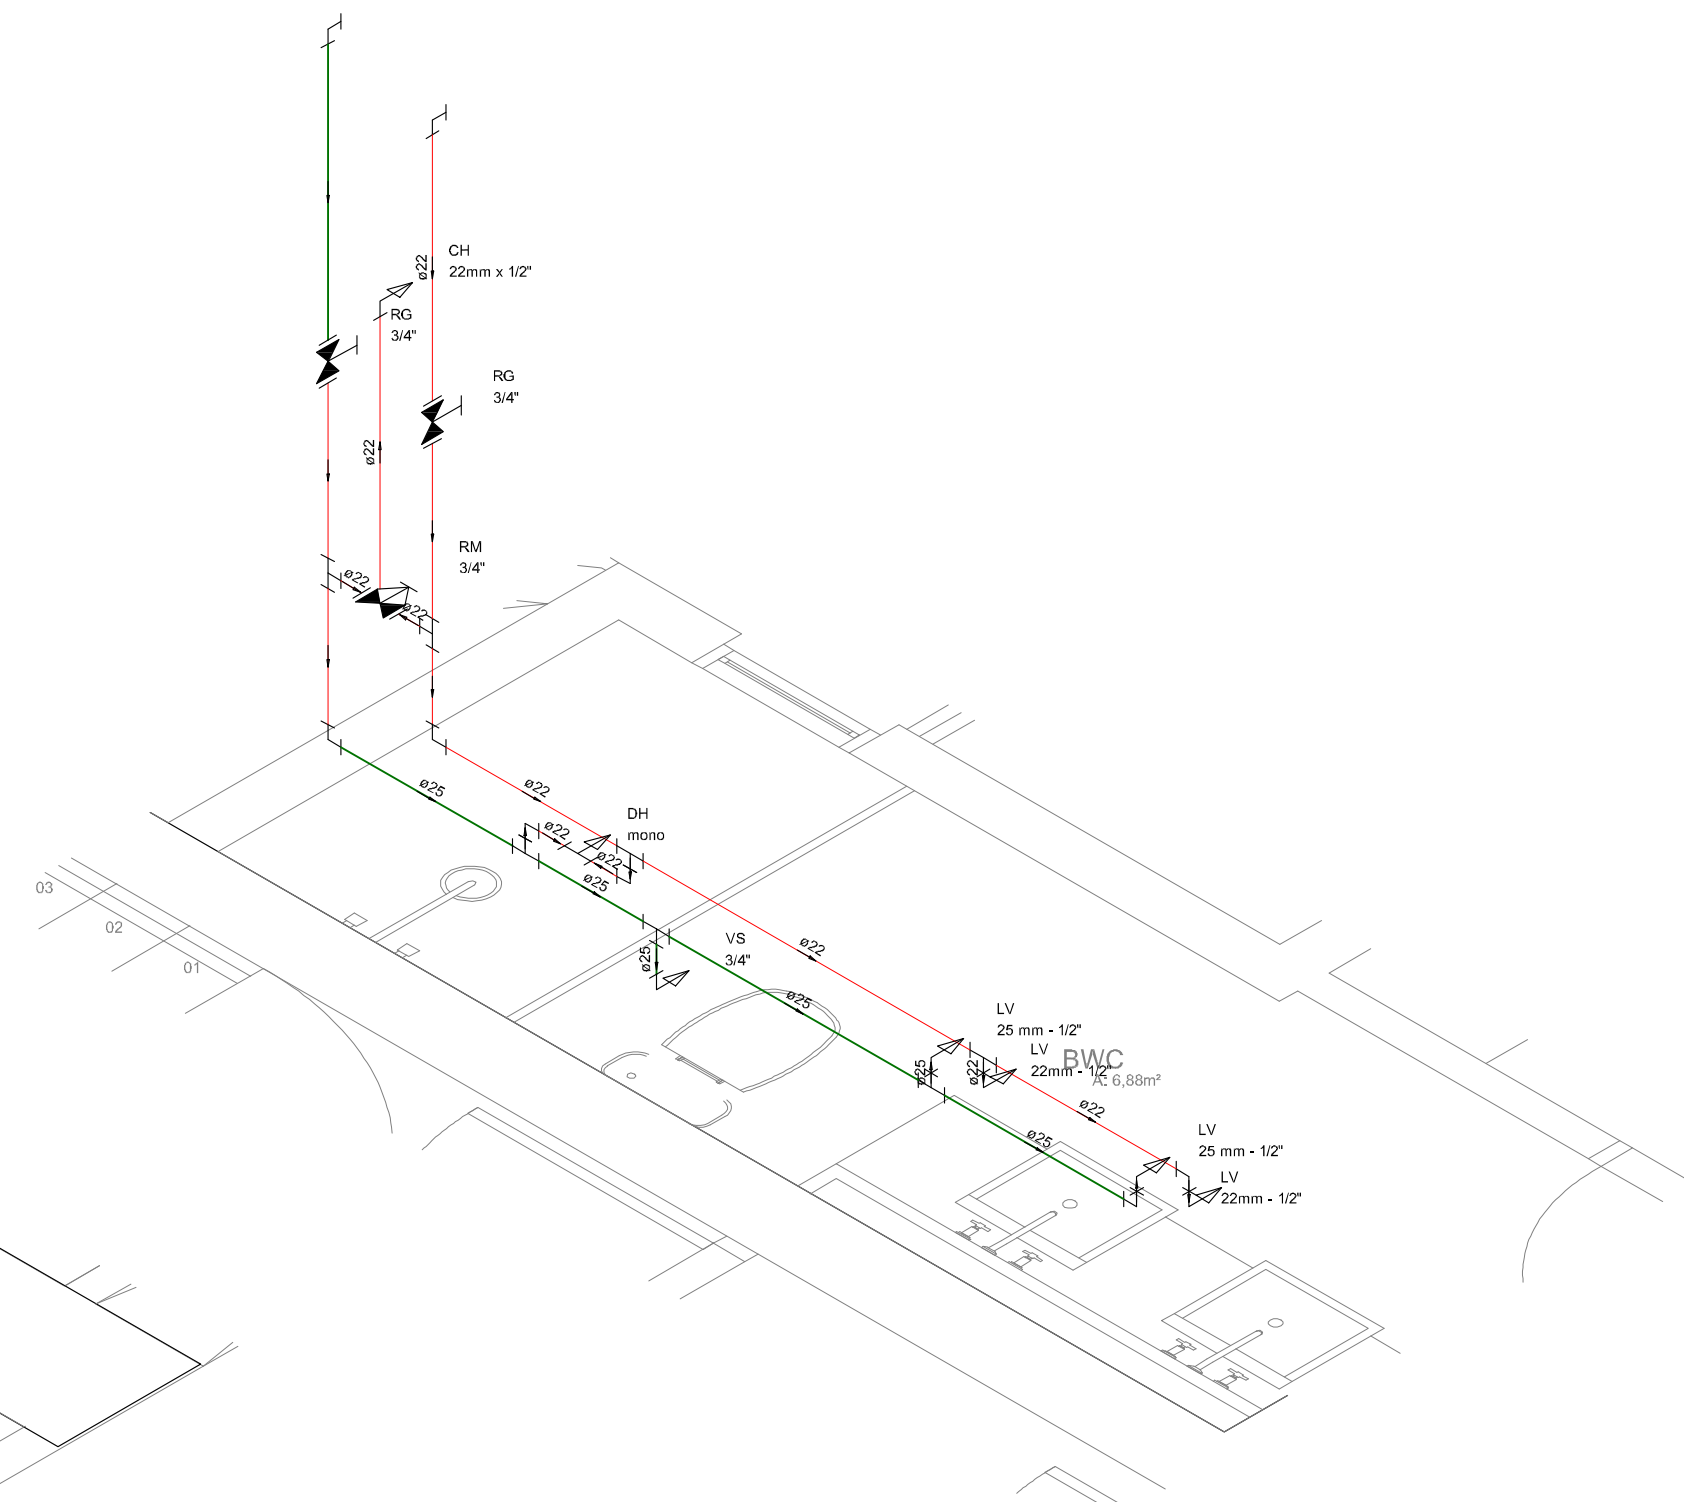 CH
22mm x 1/2"
ø22
RG
3/4"
RG
3/4"
ø22
RM
3/4"
ø22
ø22
ø25
ø22
DH
mono
ø22
ø22
ø25
03
02
01
VS
3/4"
ø25
ø22
ø25
LV
25 mm - 1/2"
LV
22mm - 1/2"
BWC
A: 6,88m²
ø25
ø22
ø22
ø25
LV
25 mm - 1/2"
LV
22mm - 1/2"